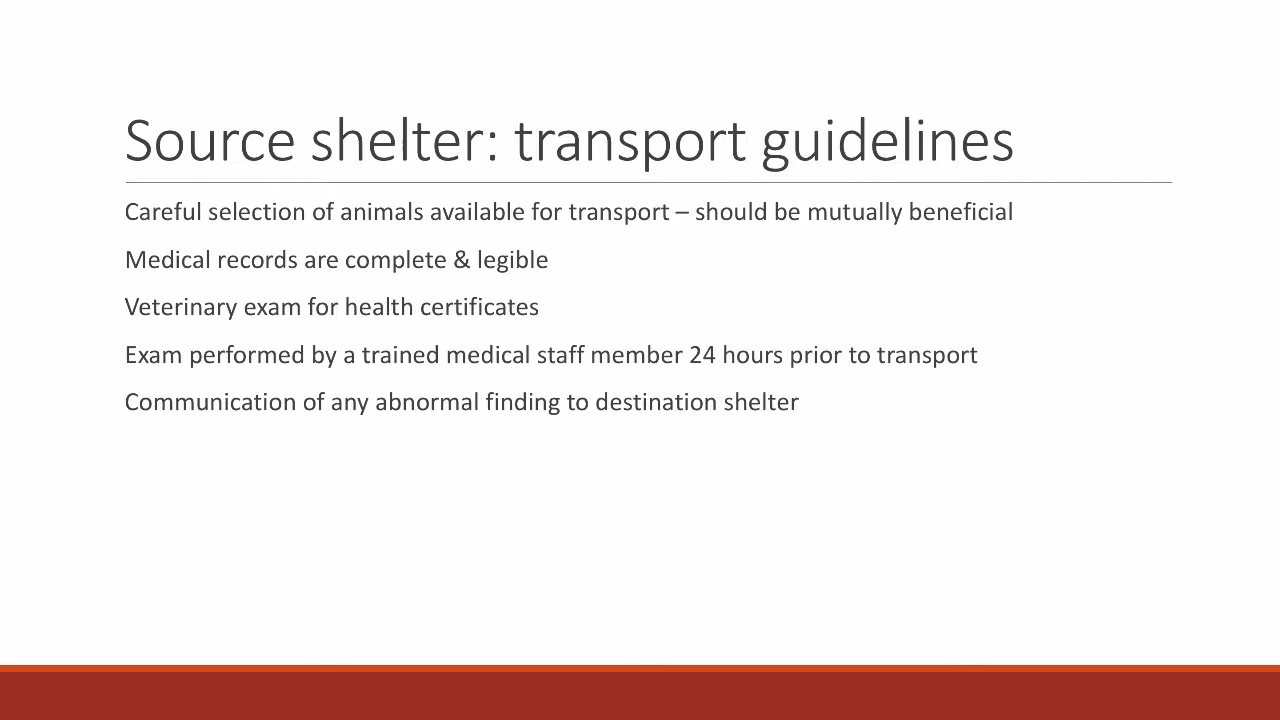 Source shelter: transport guidelines
Careful selection of animals available for transport – should be mutually beneficial
Medical records are complete & legible
Veterinary exam for health certificates
Exam performed by a trained medical staff member 24 hours prior to transport
Communication of any abnormal finding to destination shelter